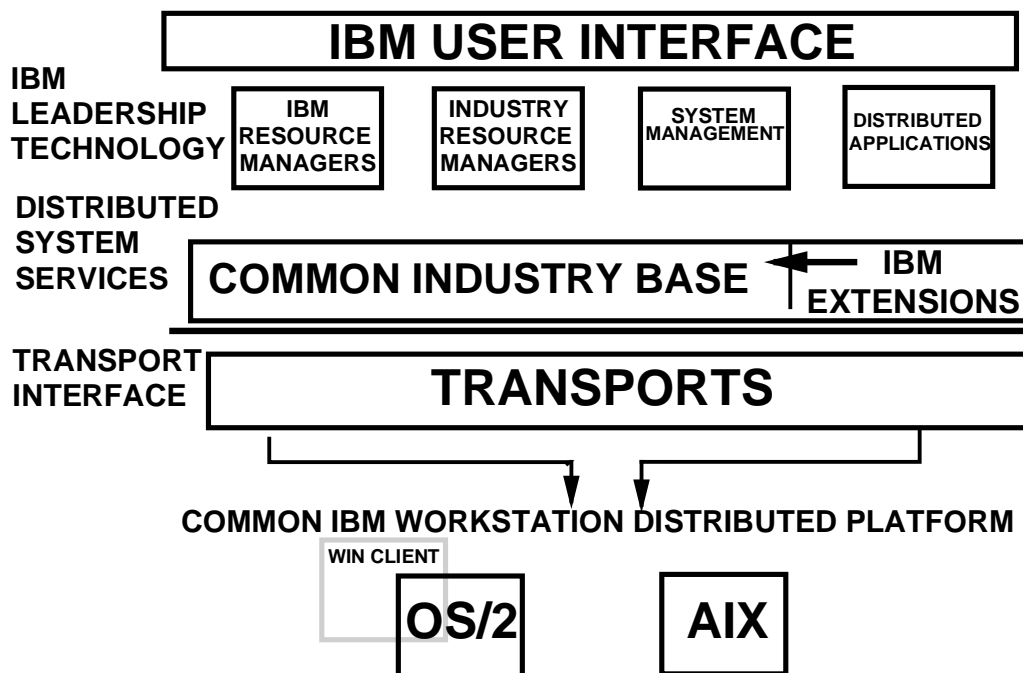 IBM USER INTERFACE
IBM
LEADERSHIP
TECHNOLOGY
IBM
RESOURCE
MANAGERS
INDUSTRY
RESOURCE
MANAGERS
SYSTEM
MANAGEMENT
DISTRIBUTED
APPLICATIONS
DISTRIBUTED
SYSTEM
SERVICES
COMMON INDUSTRY BASE
IBM
EXTENSIONS
TRANSPORT
INTERFACE
TRANSPORTS
COMMON IBM WORKSTATION DISTRIBUTED PLATFORM
WIN CLIENT
OS/2
AIX